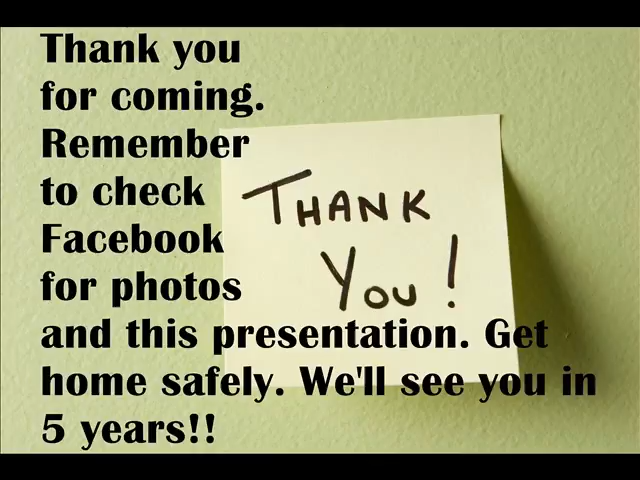 Thank you
for coming.
Remember
to check
Facebook
for photos
and this presentation. Get
home safely. We'll see you in
5 years!!
THANK
YOU!